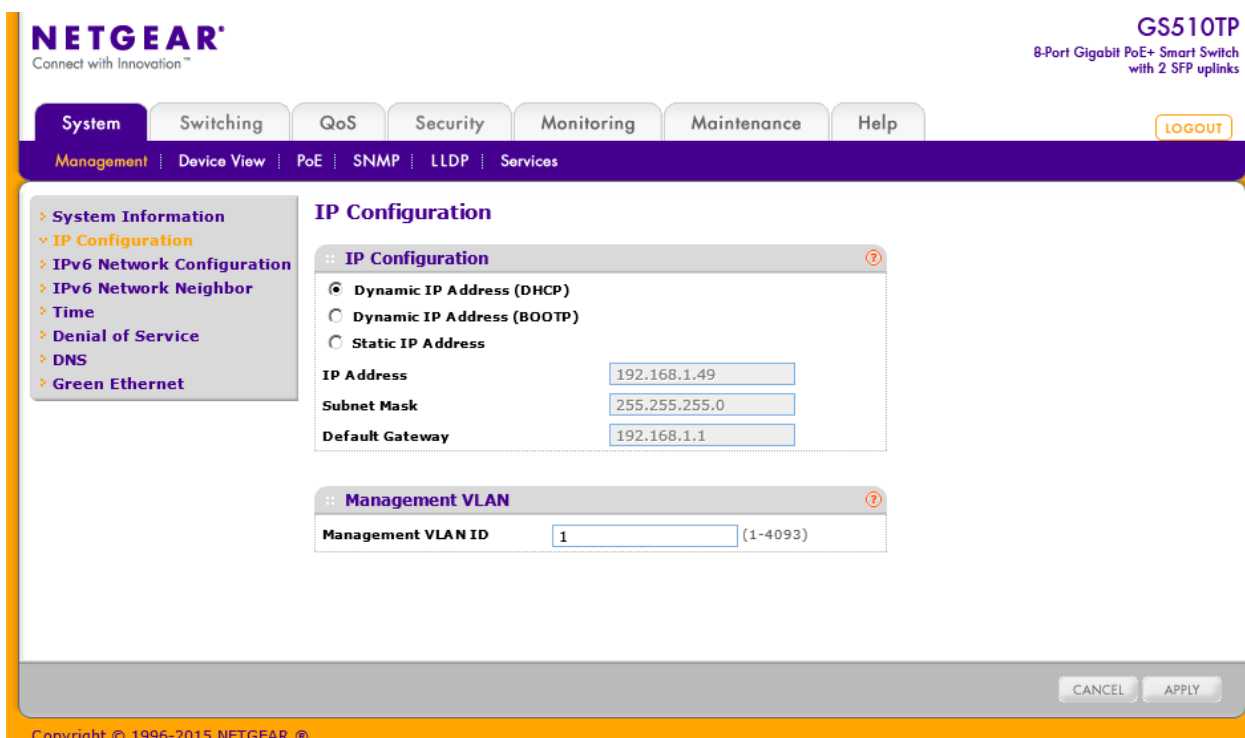 NETGEAR®
Connect with Innovation™
GS510TP
8-Port Gigabit PoE+ Smart Switch
with 2 SFP uplinks
System Switching QoS Security Monitoring Maintenance Help
LOGOUT
Management Device View PoE SNMP LLDP Services
System Information
IP Configuration
IPv6 Network Configuration
IPv6 Network Neighbor
Time
Denial of Service
DNS
Green Ethernet
IP Configuration
IP Configuration ?
Dynamic IP Address (DHCP)
Dynamic IP Address (BOOTP)
Static IP Address
IP Address 192.168.1.49
Subnet Mask 255.255.255.0
Default Gateway 192.168.1.1
Management VLAN ?
Management VLAN ID 1 (1-4093)
CANCEL APPLY
Copyright © 1996-2015 NETGEAR ®